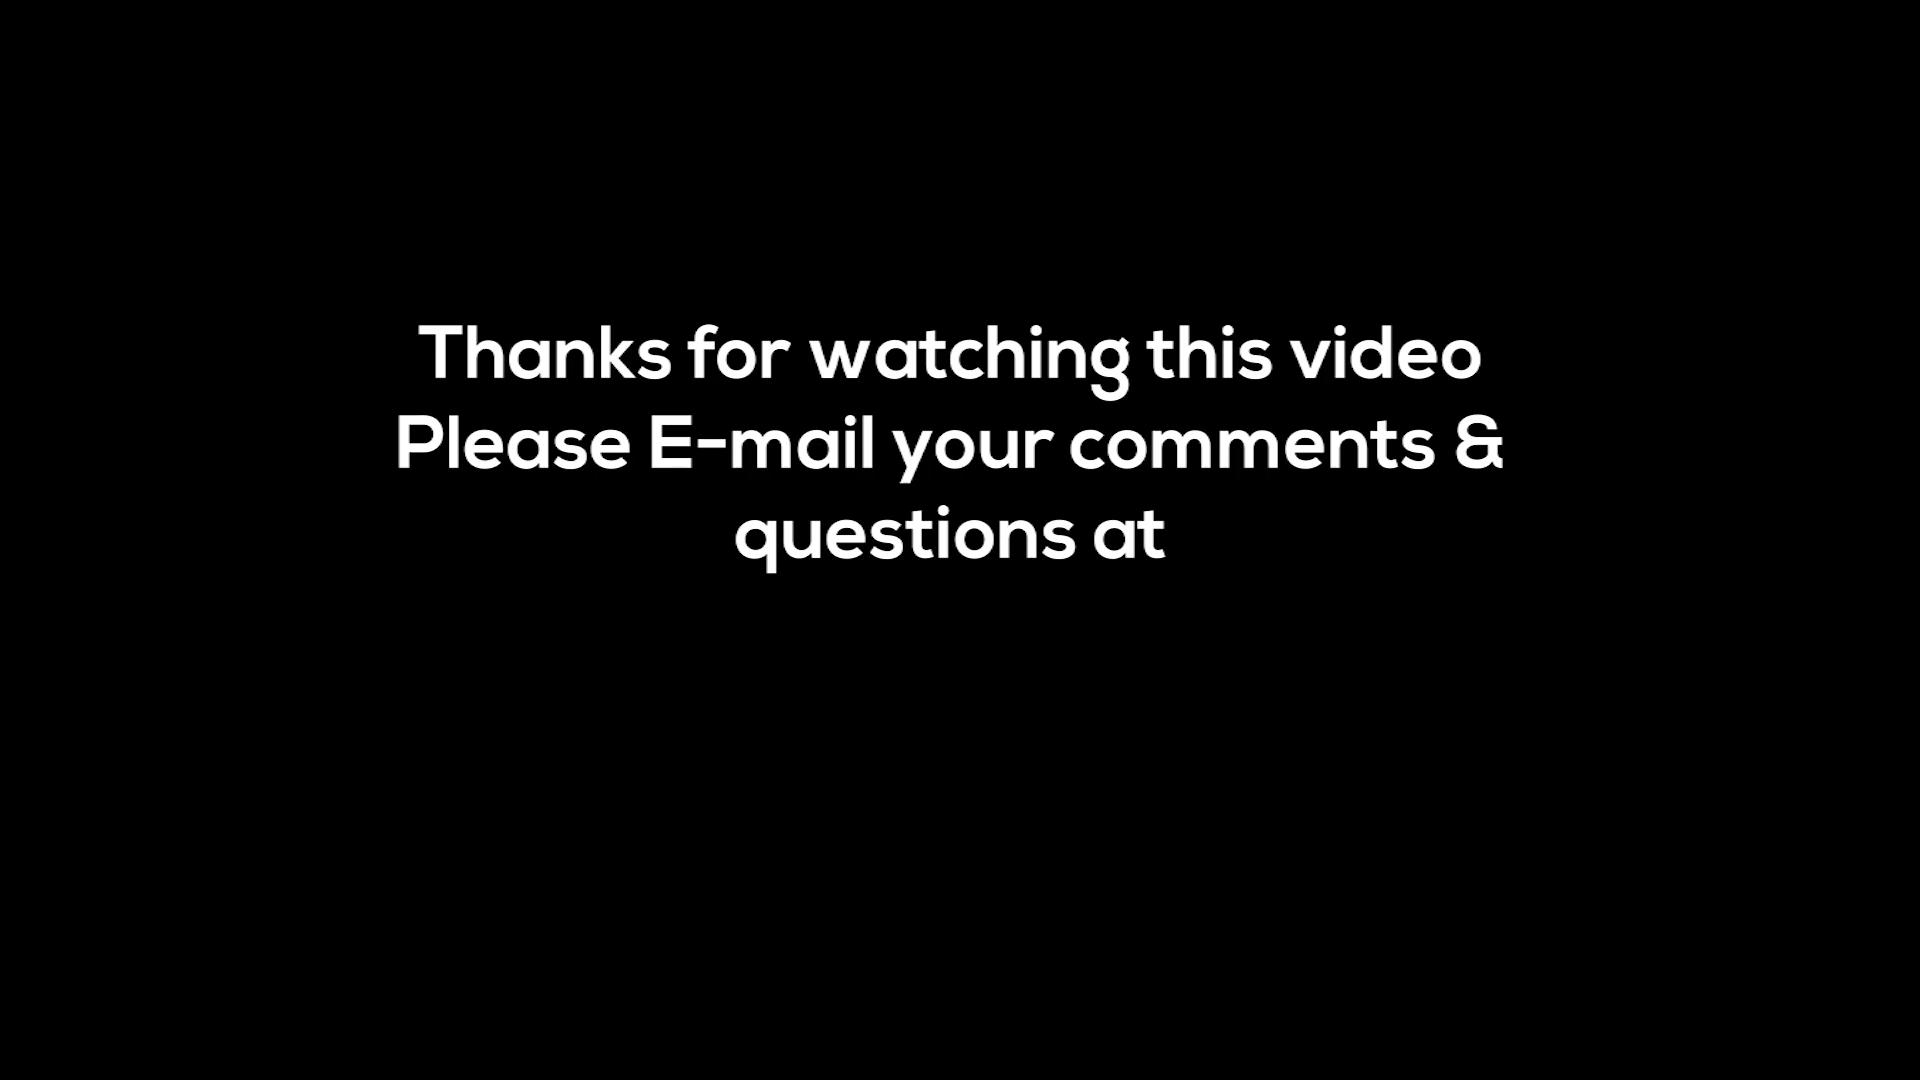 Thanks for watching this video
Please E-mail your comments &
questions at